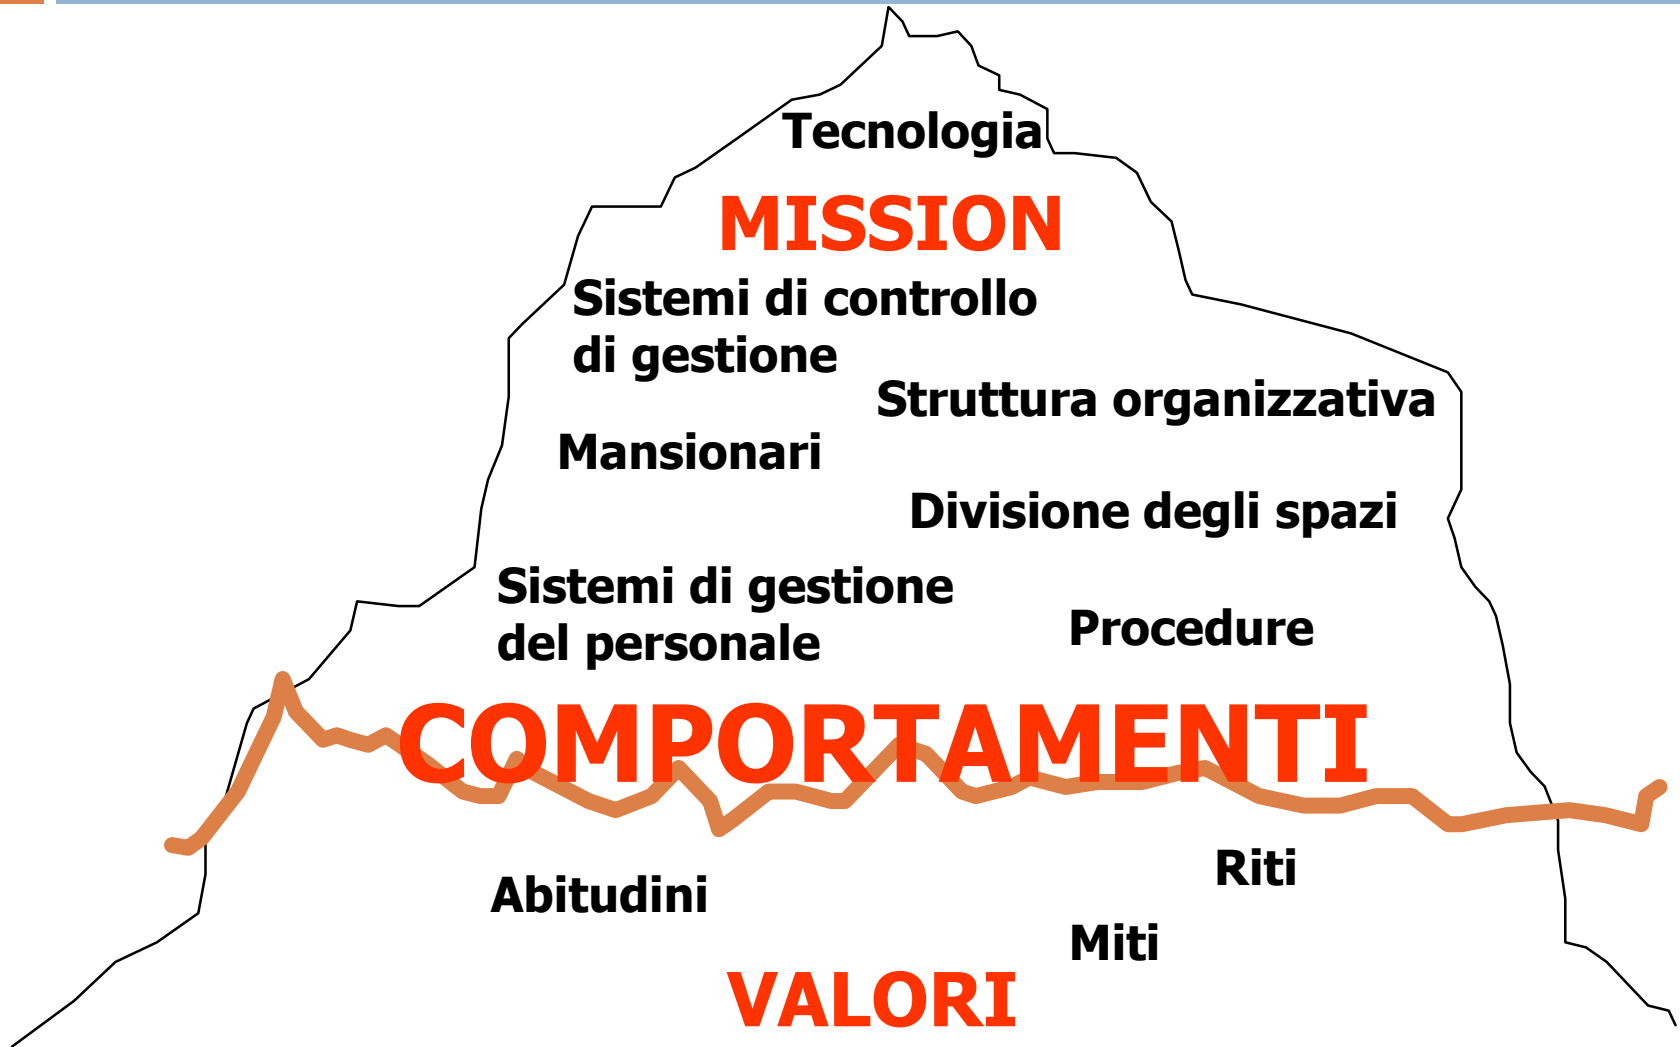 Tecnologia
MISSION
Sistemi di controllo
di gestione
Struttura organizzativa
Mansionari
Divisione degli spazi
Sistemi di gestione
del personale
Procedure
COMPORTAMENTI
Riti
Abitudini
Miti
VALORI